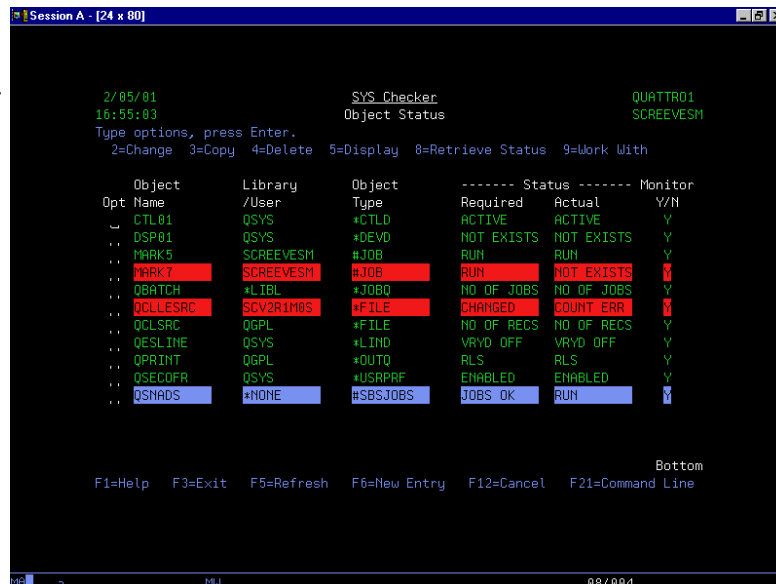 Session A - [24 x 80]
2/05/01 SYS Checker QUATTRO1
16:55:03 Object Status SCREEVESM
Type options, press Enter.
2=Change 3=Copy 4=Delete 5=Display 8=Retrieve Status 9=Work With
Object Library Object ------- Status ------- Monitor
Opt Name /User Type Required Actual Y/N
CTL01 QSYS *CTLD ACTIVE ACTIVE Y
DSP01 QSYS *DEVD NOT EXISTS NOT EXISTS Y
MARK5 SCREEVESM #JOB RUN RUN Y
MARK7 SCREEVESM #JOB RUN NOT EXISTS Y
QBATCH *LIBL *JOBQ NO OF JOBS NO OF JOBS Y
QCLLESRC SCV2R1M0S *FILE CHANGED COUNT ERR Y
QCLSRC QGPL *FILE NO OF RECS NO OF RECS Y
QESLINE QSYS *LIND VRYD OFF VRYD OFF Y
QPRINT QGPL *OUTQ RLS RLS Y
QSECOFR QSYS *USRPRF ENABLED ENABLED Y
QSNADS *NONE #SBSJOBS JOBS OK RUN Y
Bottom
F1=Help F3=Exit F5=Refresh F6=New Entry F12=Cancel F21=Command Line
MW 08/004